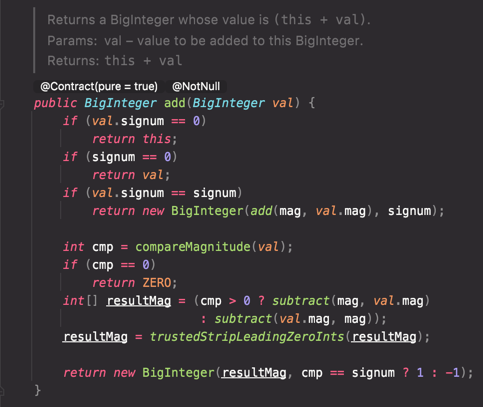 Returns a BigInteger whose value is (this + val).
Params: val – value to be added to this BigInteger.
Returns: this + val
@Contract(pure = true) @NotNull
public BigInteger add(BigInteger val) {
if (val.signum == 0)
return this;
if (signum == 0)
return val;
if (val.signum == signum)
return new BigInteger(add(mag, val.mag), signum);
int cmp = compareMagnitude(val);
if (cmp == 0)
return ZERO;
int[] resultMag = (cmp > 0 ? subtract(mag, val.mag)
: subtract(val.mag, mag));
resultMag = trustedStripLeadingZeroInts(resultMag);
return new BigInteger(resultMag, cmp == signum ? 1 : -1);
}